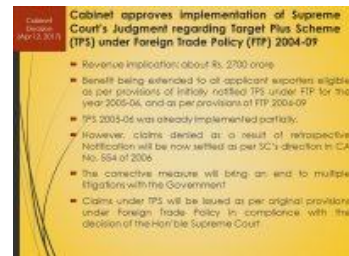 Cabinet
Decision
(Apr 12, 2017)
Cabinet approves implementation of Supreme
Court's Judgment regarding Target Plus Scheme
(TPS) under Foreign Trade Policy (FTP) 2004-09
Revenue implication: about Rs. 2700 crore
Benefit being extended to all applicant exporters eligible
as per provisions of initially notified TPS under FTP for the
year 2005-06, and as per provisions of FTP 2004-09
TPS 2005-06 was already implemented partially.
However, claims denied as a result of retrospective
Notification will be now settled as per SC's direction in CA
No. 554 of 2006
The corrective measure will bring an end to multiple
litigations with the Government
Claims under TPS will be issued as per original provisions
under Foreign Trade Policy in compliance with the
decision of the Hon'ble Supreme Court